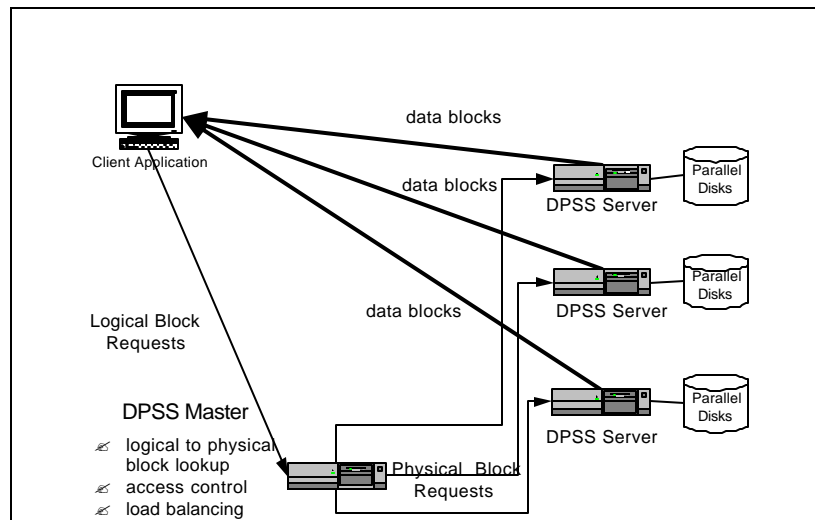 data blocks
Client Application
Parallel
Disks
data blocks
DPSS Server
Parallel
Disks
data blocks
DPSS Server
Logical Block
Requests
Parallel
Disks
DPSS Master
DPSS Server
logical to physical
block lookup
Physical Block
Requests
access control
load balancing